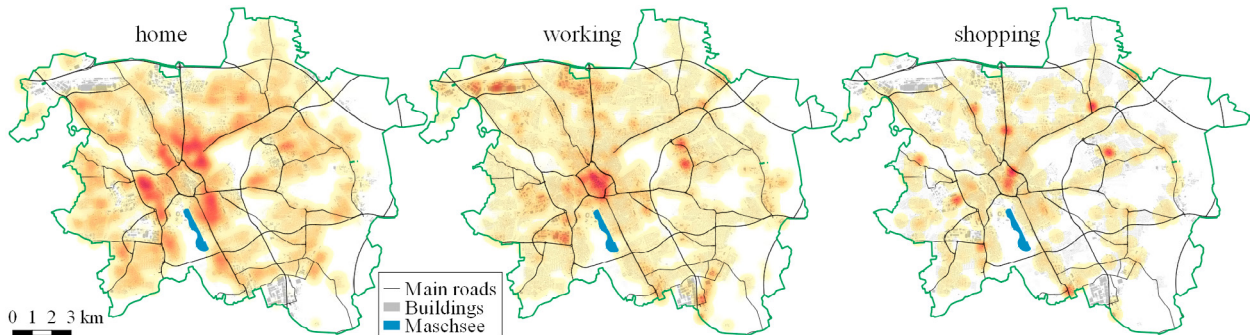 home
working
shopping
Main roads
Buildings
Maschsee
0 1 2 3 km